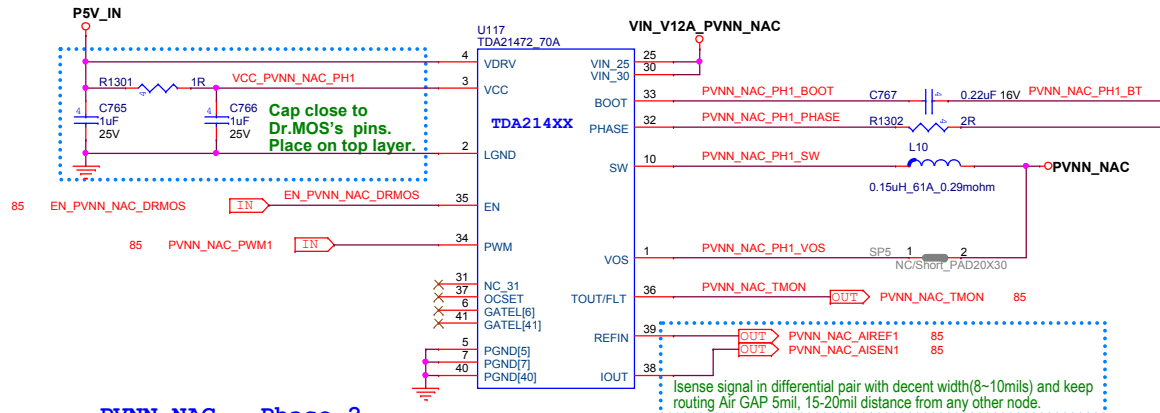 P5V_IN
U117
TDA21472_70A
VIN_V12A_PVNN_NAC
4
VDRV
VIN_25
25
VIN_30
30
R1301
1R
VCC_PVNN_NAC_PH1
3
VCC
BOOT
33
PVNN_NAC_PH1_BOOT
C767
4
0.22uF 16V
PVNN_NAC_PH1_BT
4
C765
1uF
25V
4
C766
1uF
25V
Cap close to
Dr.MOS's pins.
Place on top layer.
TDA214XX
PHASE
32
PVNN_NAC_PH1_PHASE
R1302
2R
2
LGND
SW
10
PVNN_NAC_PH1_SW
L10
0.15uH_61A_0.29mohm
PVNN_NAC
85
EN_PVNN_NAC_DRMOS
IN
EN_PVNN_NAC_DRMOS
35
EN
85
PVNN_NAC_PWM1
IN
34
PWM
VOS
1
PVNN_NAC_PH1_VOS
SP5
1
2
NC/Short_PAD20X30
31
NC_31
37
OCSET
6
GATEL[6]
41
GATEL[41]
TOUT/FLT
36
PVNN_NAC_TMON
OUT
PVNN_NAC_TMON
85
5
PGND[5]
7
PGND[7]
40
PGND[40]
REFIN
39
OUT
PVNN_NAC_AIREF1
85
OUT
PVNN_NAC_AISEN1
85
IOUT
38
Isense signal in differential pair with decent width(8~10mils) and keep
routing Air GAP 5mil, 15-20mil distance from any other node.